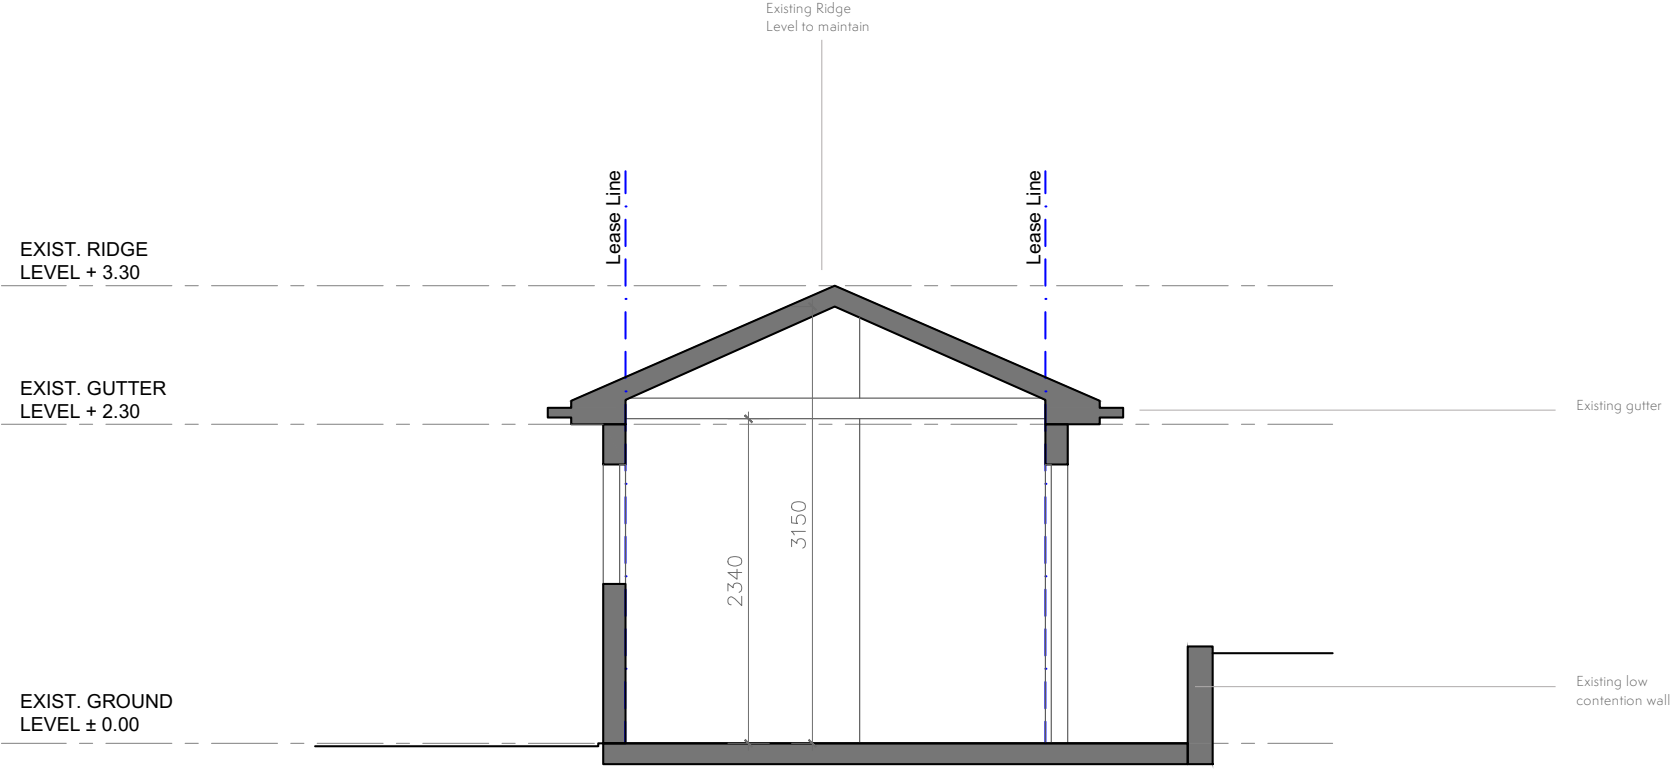 Existing Ridge
Level to maintain
Lease Line
Lease Line
EXIST. RIDGE
LEVEL + 3.30
EXIST. GUTTER
LEVEL + 2.30
Existing gutter
3150
2340
Existing low
contention wall
EXIST. GROUND
LEVEL ± 0.00